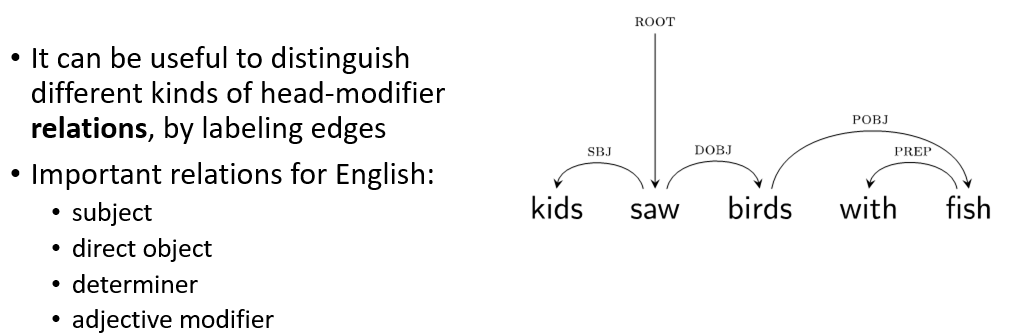 • It can be useful to distinguish
different kinds of head-modifier
relations, by labeling edges
• Important relations for English:
• subject
• direct object
• determiner
• adjective modifier
ROOT
POBJ
SBJ DOBJ PREP
kids saw birds with fish